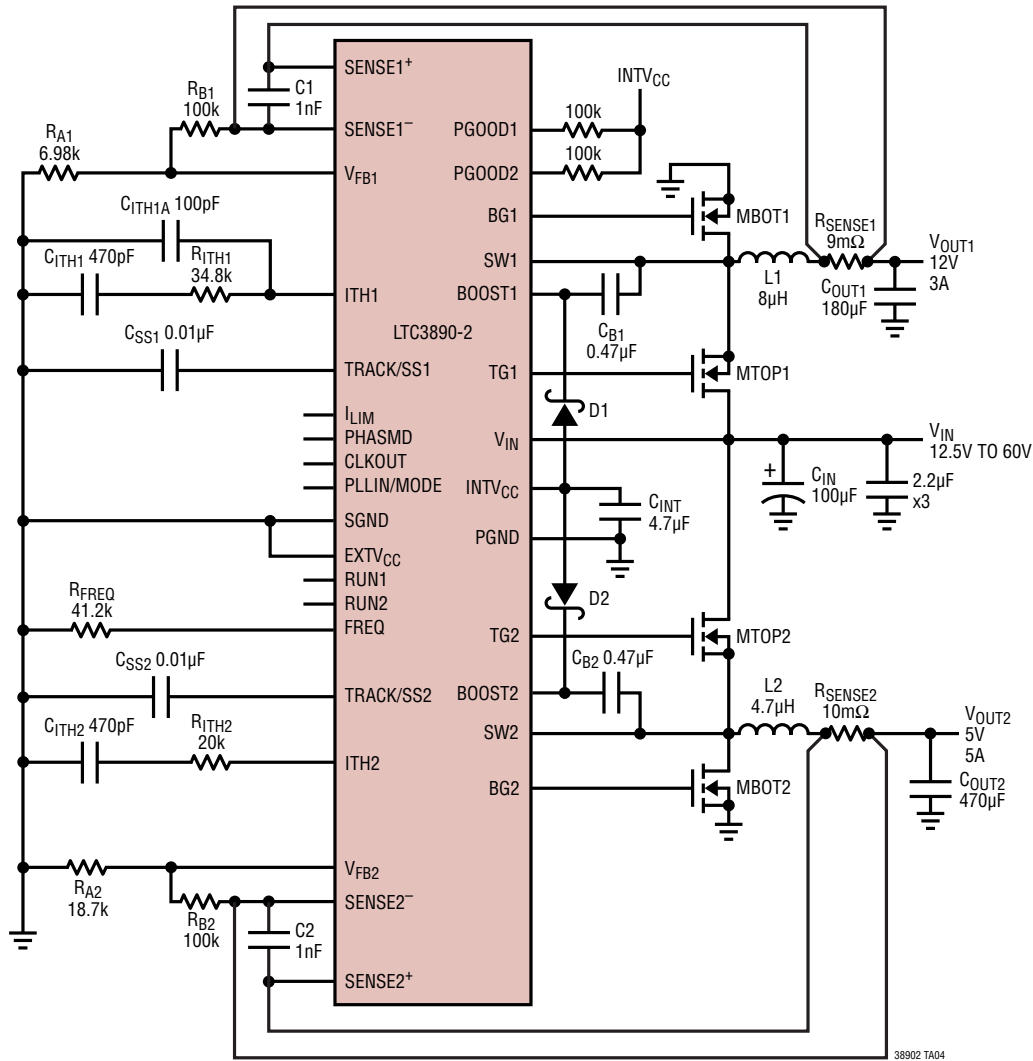 SENSE1+
C1
1nF
RB1
100k
SENSE1–
RA1
6.98k
VFB1
INTVCC
100k
PGOOD1
100k
PGOOD2
BG1
MBOT1
CITH1A 100pF
CITH1 470pF
RITH1
34.8k
ITH1
SW1
BOOST1
L1
8µH
RSENSE1
9mΩ
VOUT1
12V
3A
COUT1
180µF
CB1
0.47µF
LTC3890-2
CSS1 0.01µF
TRACK/SS1
TG1
MTOP1
D1
ILIM
PHASMD
CLKOUT
PLLIN/MODE
VIN
VIN
12.5V TO 60V
+
CIN
100µF
2.2µF
x3
INTVCC
CINT
4.7µF
PGND
SGND
EXTVCC
RUN1
RUN2
D2
RFREQ
41.2k
FREQ
TG2
MTOP2
CSS2 0.01µF
TRACK/SS2
CB2 0.47µF
BOOST2
L2
4.7µH
RSENSE2
10mΩ
VOUT2
5V
5A
COUT2
470µF
SW2
CITH2 470pF
RITH2
20k
ITH2
BG2
MBOT2
VFB2
RA2
18.7k
SENSE2–
RB2
100k
C2
1nF
SENSE2+
38902 TA04